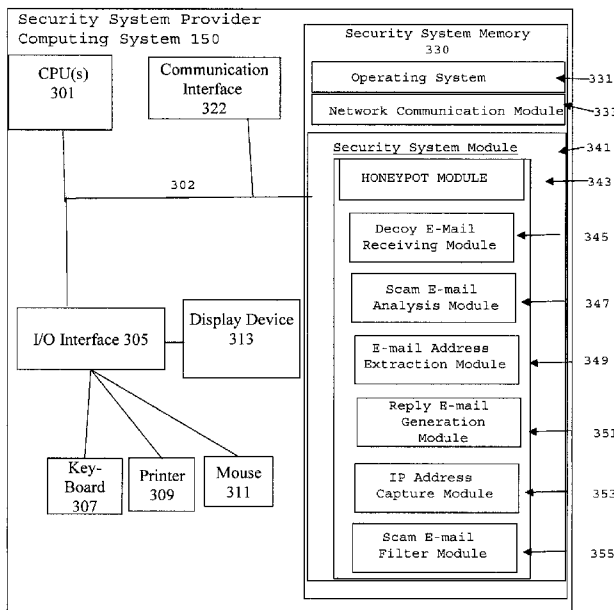 Security System Provider
Computing System 150
CPU(s)
301
Communication
Interface
322
302
I/O Interface 305
Display Device
313
Key-
Board
307
Printer
309
Mouse
311
Security System Memory
330
Operating System
331
Network Communication Module
333
Security System Module
341
HONEYPOT MODULE
343
Decoy E-Mail
Receiving Module
345
Scam E-mail
Analysis Module
347
E-mail Address
Extraction Module
349
Reply E-mail
Generation
Module
351
IP Address
Capture Module
353
Scam E-mail
Filter Module
355